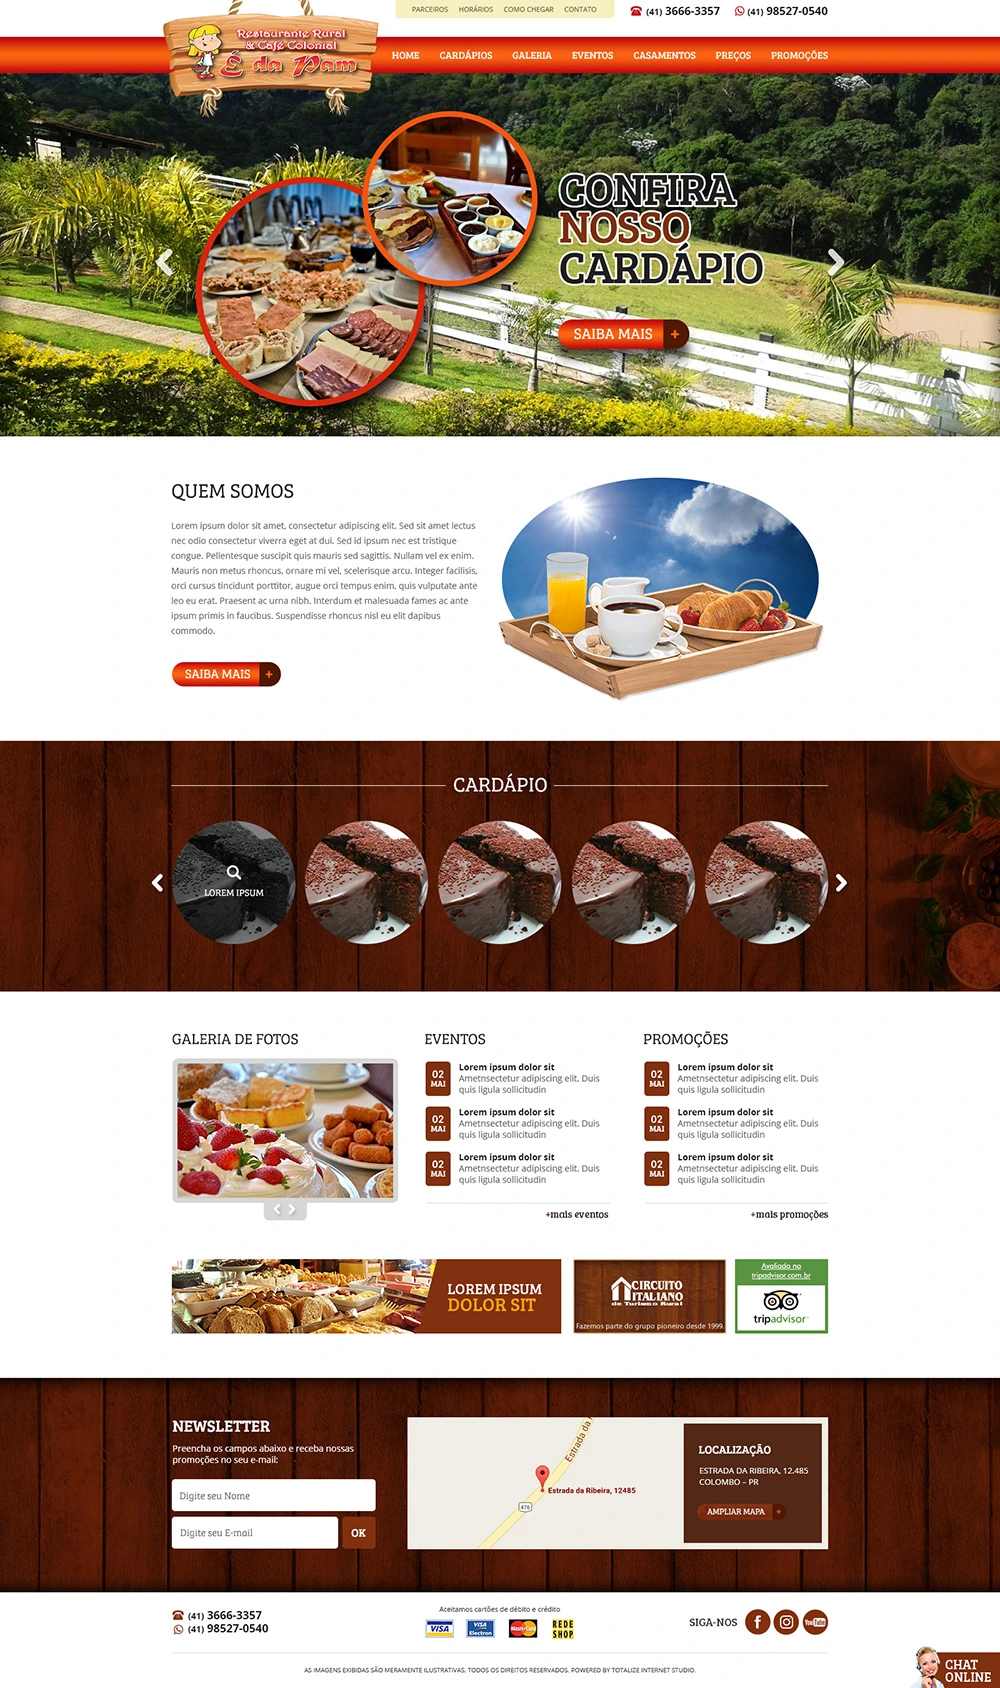 PARCEIROS HORÁRIOS COMO CHEGAR CONTATO
(41) 3666-3357 (41) 98527-0540
Restaurante Rural
& Café Colonial
É da Pam
HOME CARDÁPIOS GALERIA EVENTOS CASAMENTOS PREÇOS PROMOÇÕES
CONFIRA
NOSSO
CARDÁPIO
SAIBA MAIS +
QUEM SOMOS
Lorem ipsum dolor sit amet, consectetur adipiscing elit. Sed sit amet lectus
nec odio consectetur viverra eget at dui. Sed id ipsum nec est tristique
congue. Pellentesque suscipit quis mauris sed sagittis. Nullam vel ex enim.
Mauris non metus rhoncus, ornare mi vel, scelerisque arcu. Integer facilisis,
orci cursus tincidunt porttitor, augue orci tempus enim, quis vulputate ante
leo eu erat. Praesent ac urna nibh. Interdum et malesuada fames ac ante
ipsum primis in faucibus. Suspendisse rhoncus nisl eu elit dapibus
commodo.
SAIBA MAIS +
CARDÁPIO
LOREM IPSUM
GALERIA DE FOTOS
EVENTOS
02
MAI
Lorem ipsum dolor sit
Ametnsectetur adipiscing elit. Duis
quis ligula sollicitudin
02
MAI
Lorem ipsum dolor sit
Ametnsectetur adipiscing elit. Duis
quis ligula sollicitudin
02
MAI
Lorem ipsum dolor sit
Ametnsectetur adipiscing elit. Duis
quis ligula sollicitudin
+mais eventos
PROMOÇÕES
02
MAI
Lorem ipsum dolor sit
Ametnsectetur adipiscing elit. Duis
quis ligula sollicitudin
02
MAI
Lorem ipsum dolor sit
Ametnsectetur adipiscing elit. Duis
quis ligula sollicitudin
02
MAI
Lorem ipsum dolor sit
Ametnsectetur adipiscing elit. Duis
quis ligula sollicitudin
+mais promoções
LOREM IPSUM
DOLOR SIT
CIRCUITO
ITALIANO
de Turismo Rural
Fazemos parte do grupo pioneiro desde 1999.
Avaliado no
tripadvisor.com.br
tripadvisor
NEWSLETTER
Preencha os campos abaixo e receba nossas
promoções no seu e-mail:
Digite seu Nome
Digite seu E-mail
OK
Estrada da R
Estrada da Ribeira, 12485
476
LOCALIZAÇÃO
ESTRADA DA RIBEIRA, 12.485
COLOMBO – PR
AMPLIAR MAPA +
(41) 3666-3357
(41) 98527-0540
Aceitamos cartões de débito e crédito
VISA
VISA
Electron
MasterCard
REDE
SHOP
SIGA-NOS
You Tube
AS IMAGENS EXIBIDAS SÃO MERAMENTE ILUSTRATIVAS. TODOS OS DIREITOS RESERVADOS. POWERED BY TOTALIZE INTERNET STUDIO.
CHAT
ONLINE